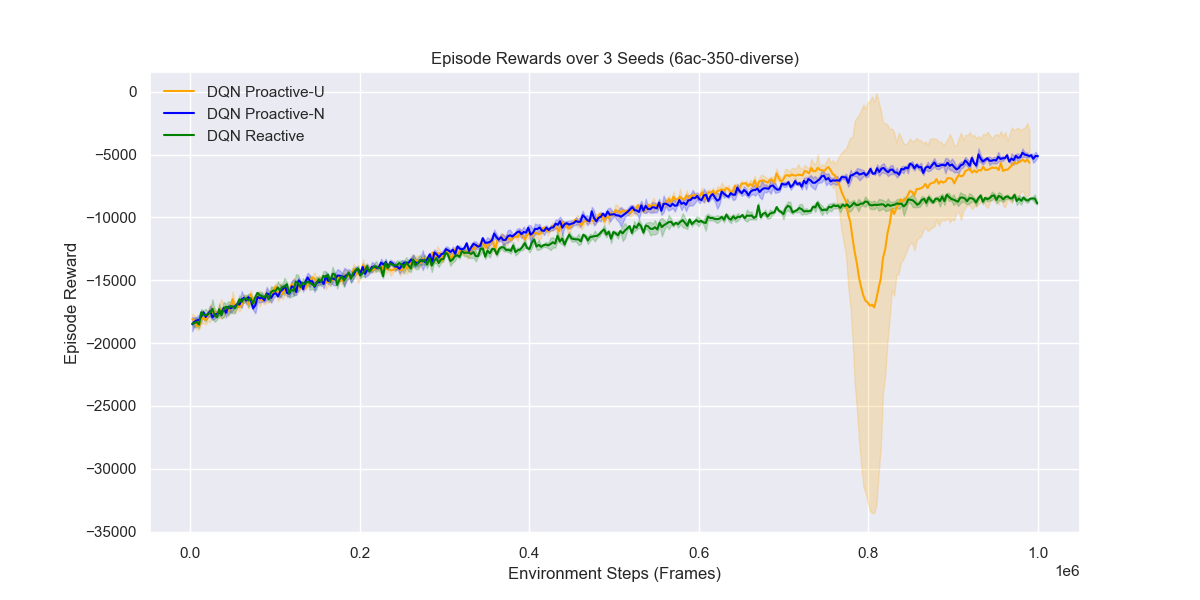 Episode Rewards over 3 Seeds (6ac-350-diverse)
DQN Proactive-U
DQN Proactive-N
DQN Reactive
0
−5000
−10000
−15000
−20000
−25000
−30000
−35000
Episode Reward
0.0
0.2
0.4
0.6
0.8
1.0
1e6
Environment Steps (Frames)